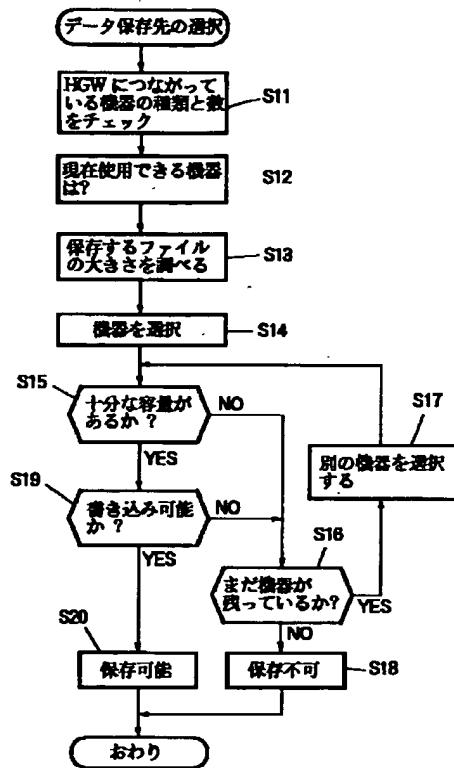 データ保存先の選択
HGWにつながって
いる機器の種類と数
をチェック
S11
現在使用できる機器
は?
S12
保存するファイル
の大きさを調べる
S13
機器を選択
S14
S15
十分な容量が
あるか?
NO
YES
S17
別の機器を選択
する
S19
書き込み可能
か?
NO
YES
S16
まだ機器が
残っているか?
YES
NO
S20
保存可能
保存不可
S18
おわり